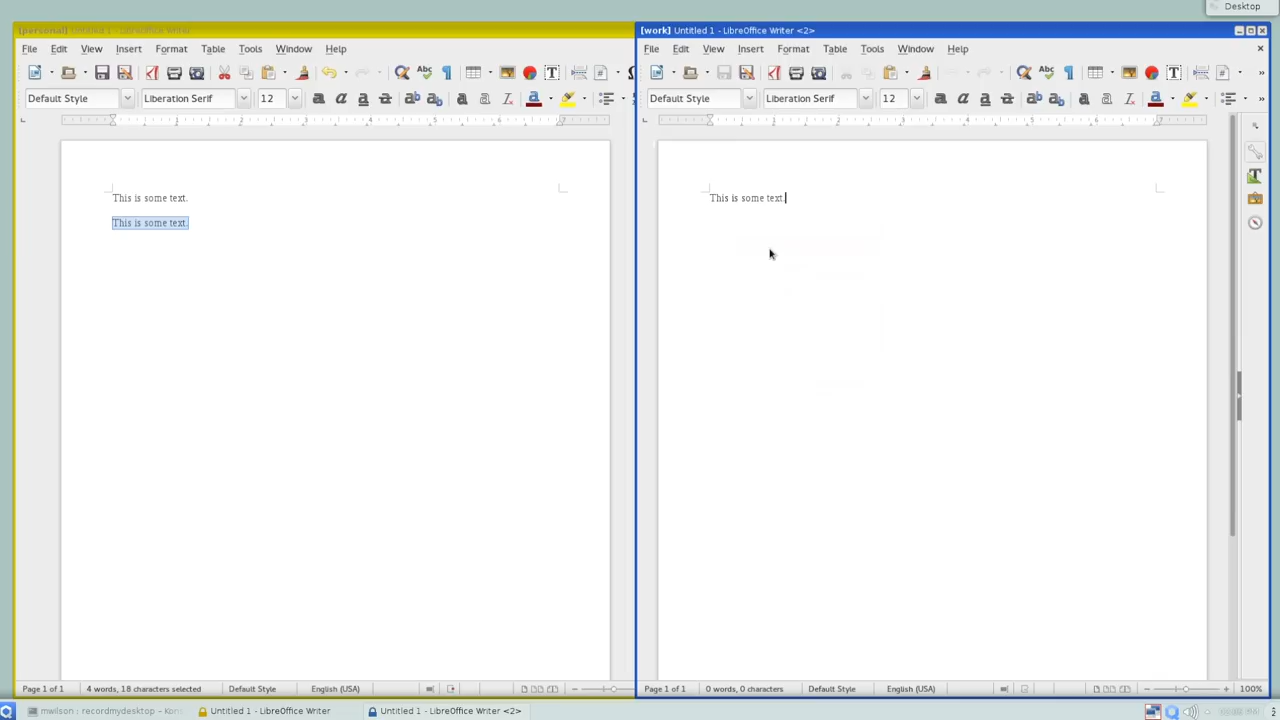 Desktop
[personal] Untitled 1 - LibreOffice Writer
File Edit View Insert Format Table Tools Window Help
Default Style Liberation Serif 12
This is some text.
This is some text.
Page 1 of 1 4 words, 18 characters selected Default Style English (USA)
[work] Untitled 1 - LibreOffice Writer <2>
File Edit View Insert Format Table Tools Window Help
Default Style Liberation Serif 12
This is some text.
Page 1 of 1 0 words, 0 characters Default Style English (USA) 100%
mwilson : recordmydesktop – Kon Untitled 1 - LibreOffice Writer Untitled 1 - LibreOffice Writer <2>